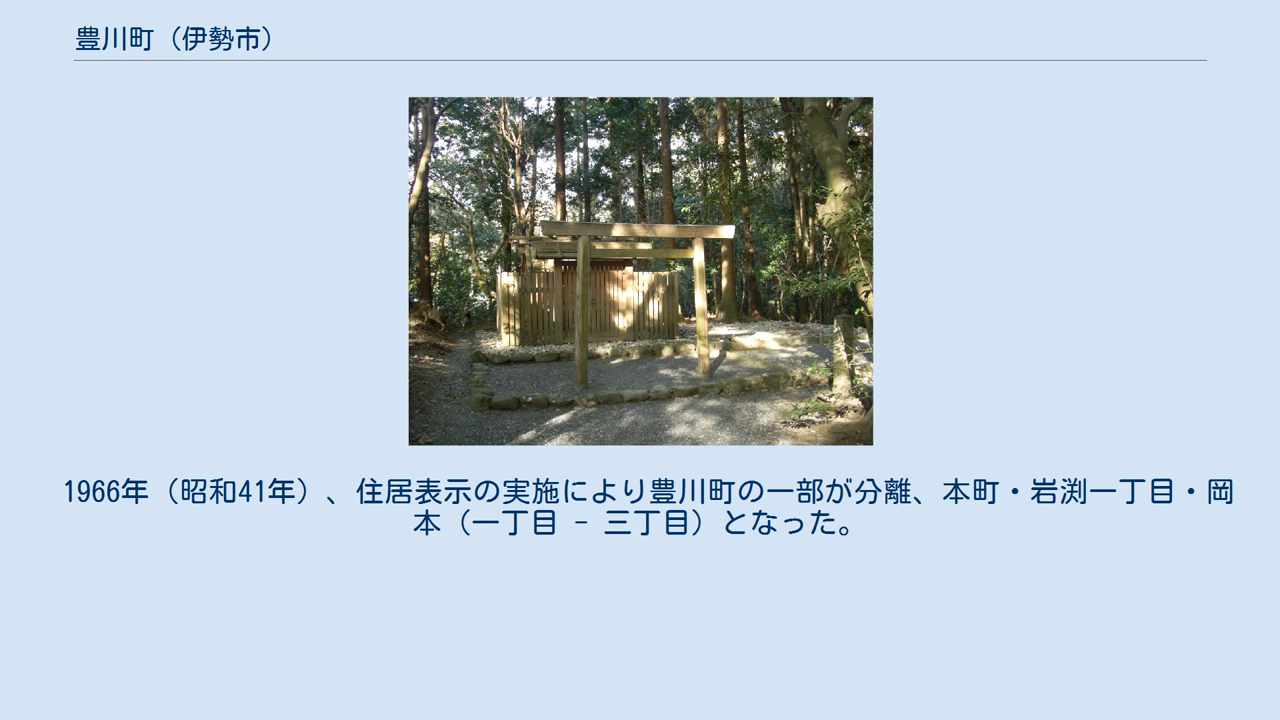 豊川町（伊勢市）
1966年（昭和41年）、住居表示の実施により豊川町の一部が分離、本町・岩渕一丁目・岡
本（一丁目 - 三丁目）となった。